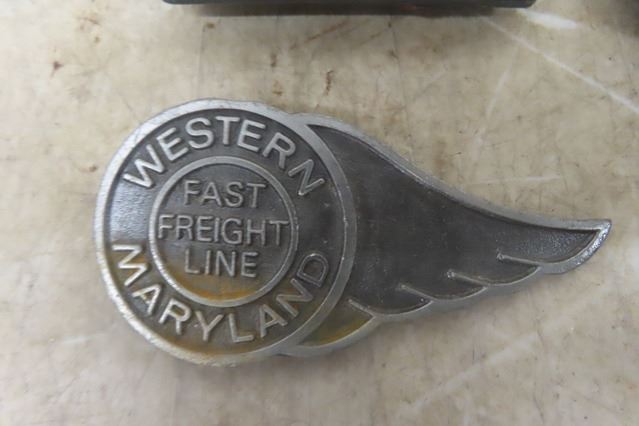 WESTERN
FAST
FREIGHT
LINE
MARYLAND